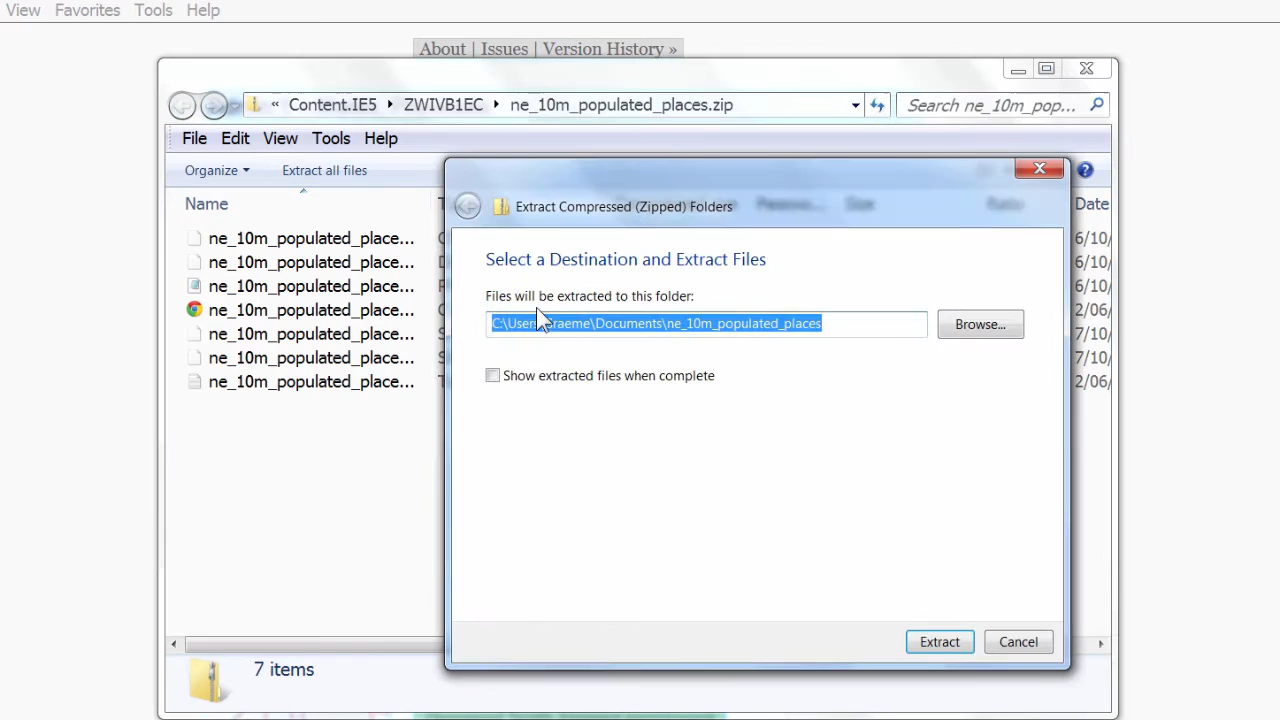 View Favorites Tools Help
About | Issues | Version History »
« Content.IE5 ZWIVB1EC ne_10m_populated_places.zip
Search ne_10m_pop...
File Edit View Tools Help
Organize Extract all files
Extract Compressed (Zipped) Folders
Name
Size
Ratio
Date
ne_10m_populated_place...
6/10/
ne_10m_populated_place...
6/10/
ne_10m_populated_place...
6/10/
ne_10m_populated_place...
2/06/
ne_10m_populated_place...
7/10/
ne_10m_populated_place...
7/10/
ne_10m_populated_place...
2/06/
Select a Destination and Extract Files
Files will be extracted to this folder:
Documents\ne_10m_populated_places
Browse...
Show extracted files when complete
Extract
Cancel
7 items